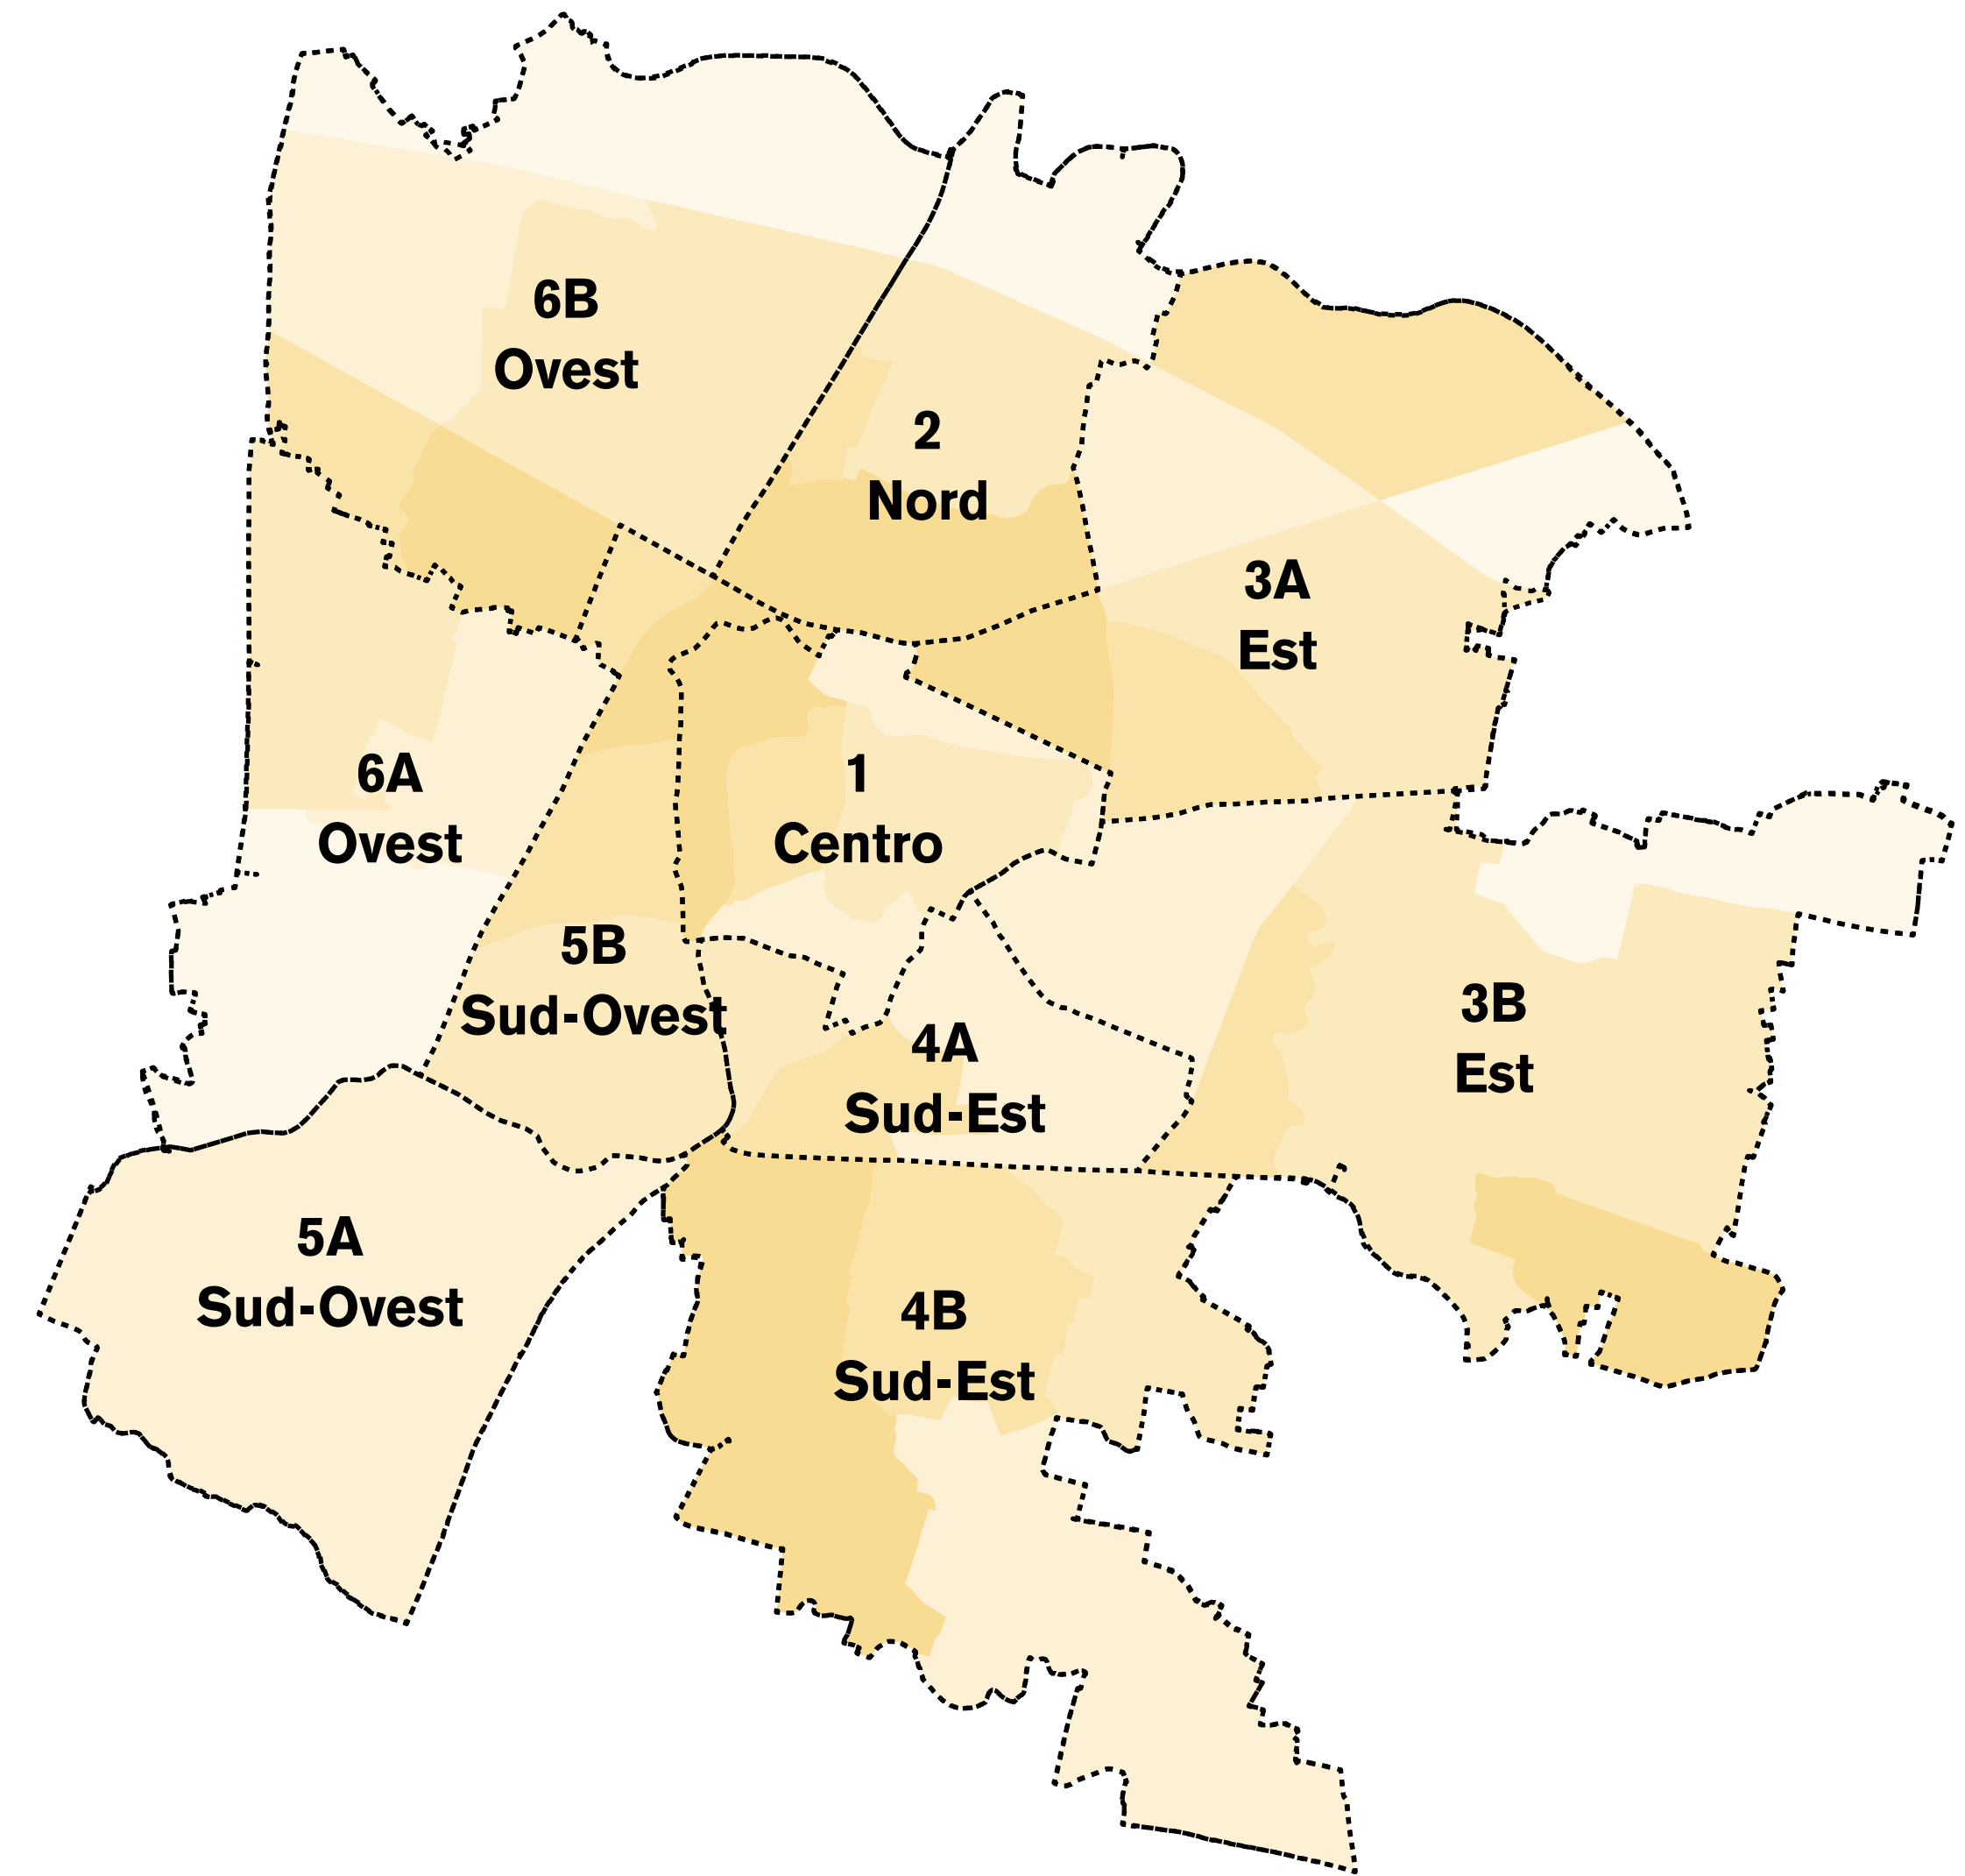 6B
Ovest
2
Nord
3A
Est
6A
Ovest
1
Centro
5B
Sud-Ovest
4A
Sud-Est
3B
Est
5A
Sud-Ovest
4B
Sud-Est